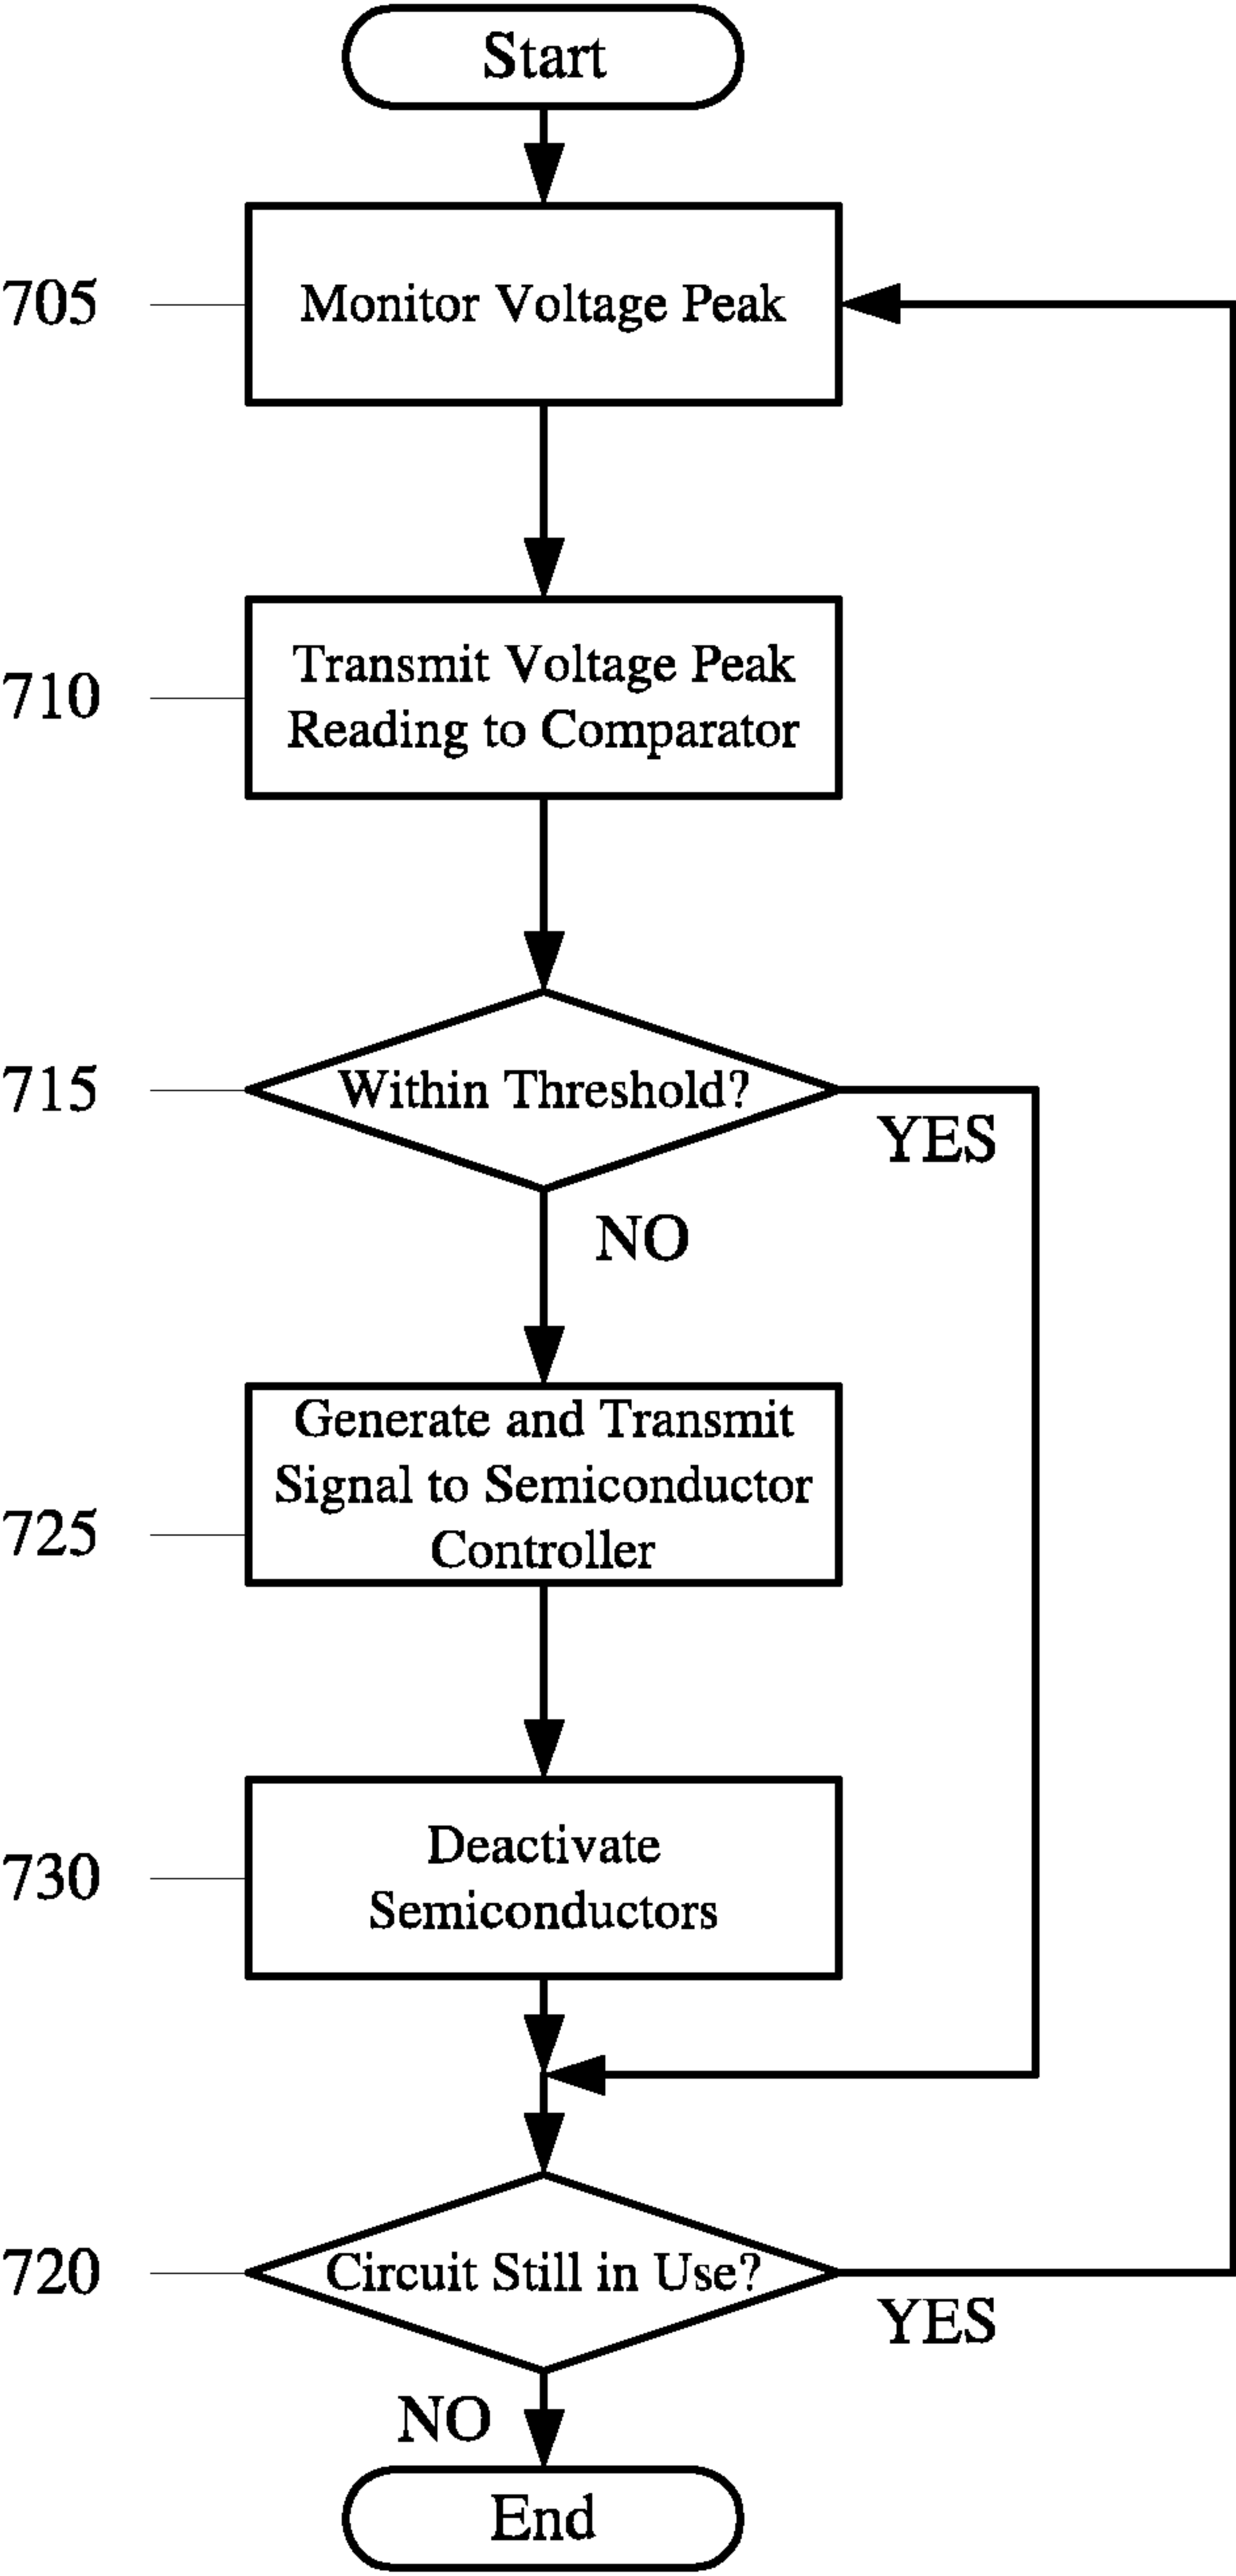 Start
705
Monitor Voltage Peak
710
Transmit Voltage Peak
Reading to Comparator
715
Within Threshold?
YES
NO
725
Generate and Transmit
Signal to Semiconductor
Controller
730
Deactivate
Semiconductors
720
Circuit Still in Use?
YES
NO
End